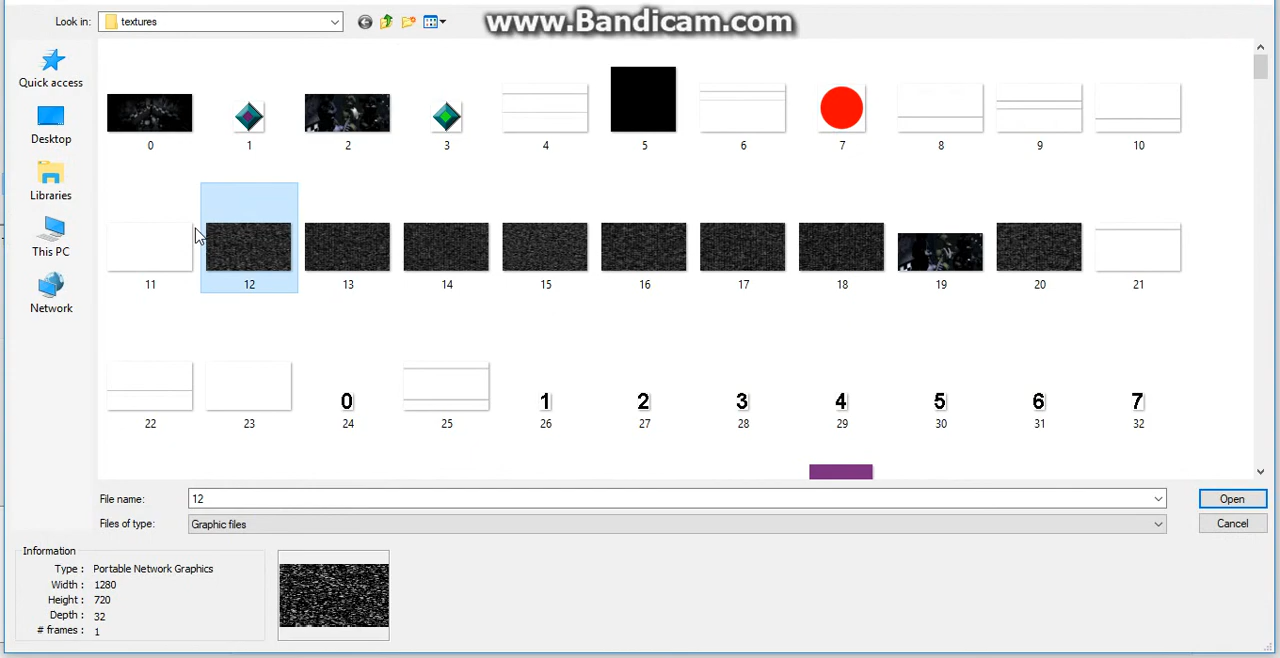 www.Bandicam.com
Look in: textures
Quick access
Desktop
Libraries
This PC
Network
0 1 2 3 4 5 6 7 8 9 10
11 12 13 14 15 16 17 18 19 20 21
0 1 2 3 4 5 6 7
22 23 24 25 26 27 28 29 30 31 32
File name: 12 Open
Files of type: Graphic files Cancel
Information
Type : Portable Network Graphics
Width : 1280
Height : 720
Depth : 32
# frames : 1